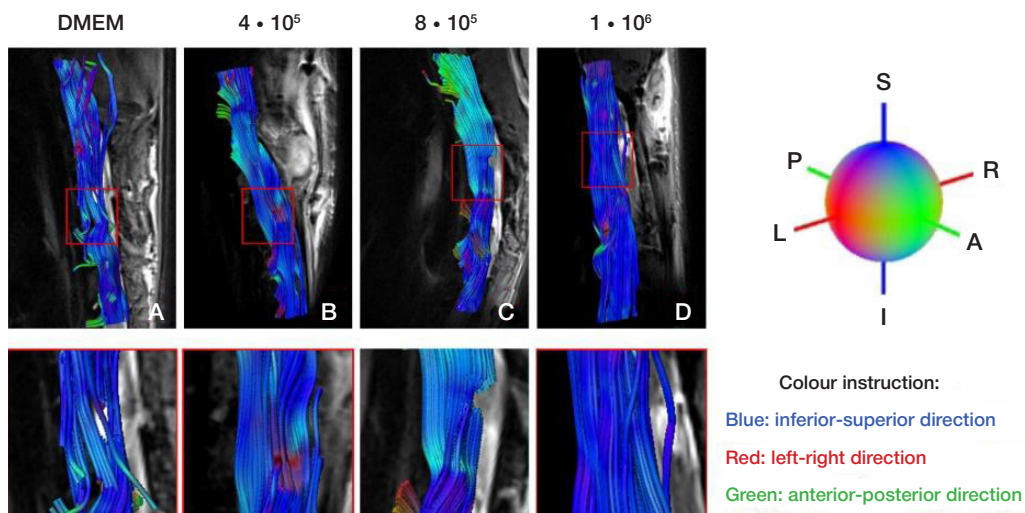 DMEM
4 • 10⁵
8 • 10⁵
1 • 10⁶
A
B
C
D
S
P
R
L
A
I
Colour instruction:
Blue: inferior-superior direction
Red: left-right direction
Green: anterior-posterior direction